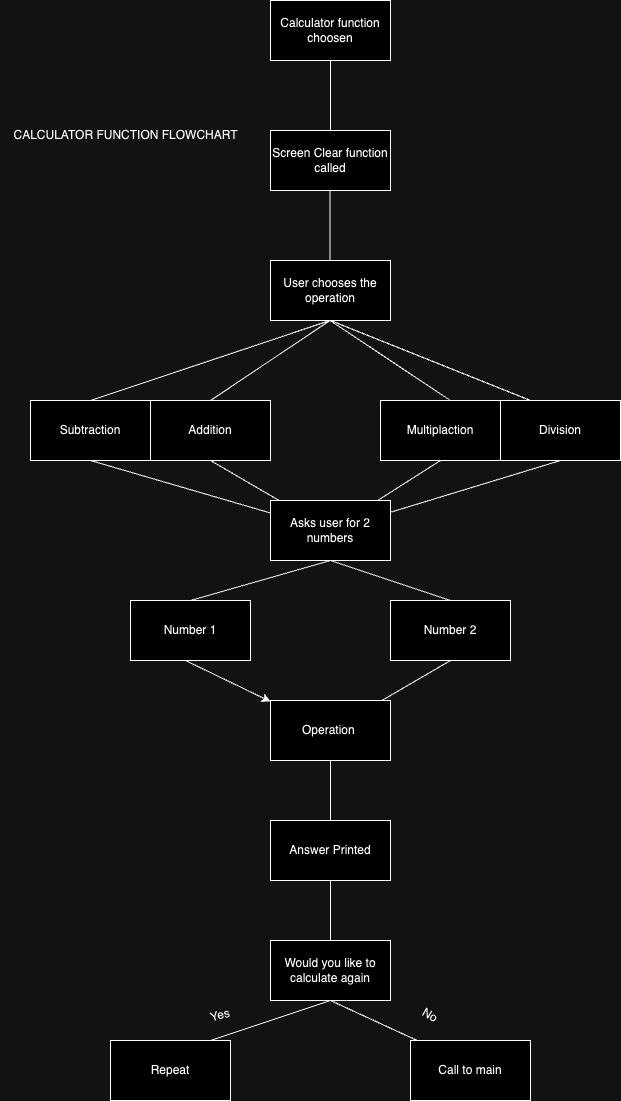 Calculator function
choosen
CALCULATOR FUNCTION FLOWCHART
Screen Clear function
called
User chooses the
operation
Subtraction
Addition
Multiplaction
Division
Asks user for 2
numbers
Number 1
Number 2
Operation
Answer Printed
Would you like to
calculate again
Yes
No
Repeat
Call to main